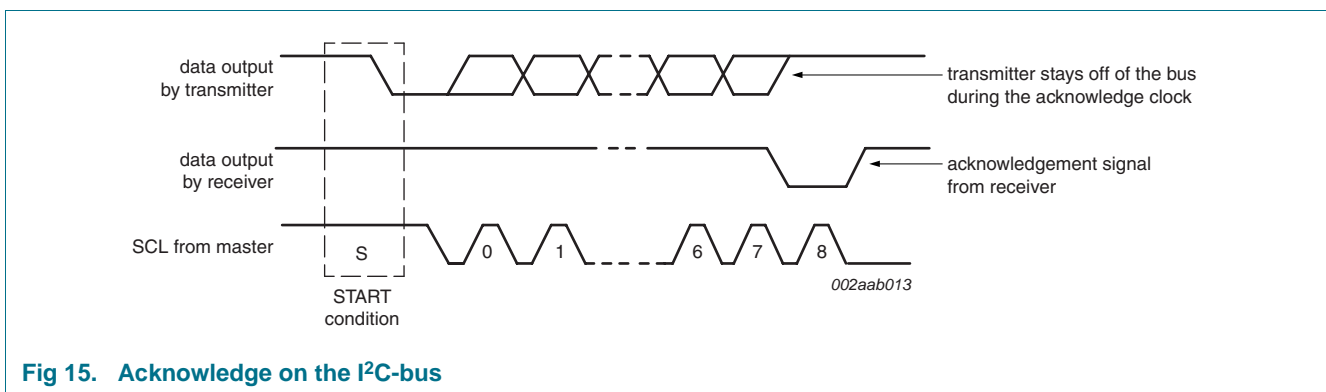 data output
by transmitter
transmitter stays off of the bus
during the acknowledge clock
data output
by receiver
acknowledgement signal
from receiver
SCL from master
S
0
1
6
7
8
002aab013
START
condition
Fig 15. Acknowledge on the I²C-bus